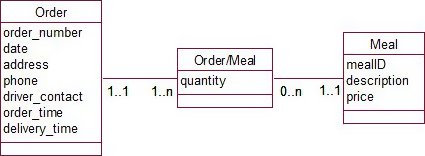 Order
order_number
date
address
phone
driver_contact
order_time
delivery_time
1..1
1..n
Order/Meal
quantity
0..n
1..1
Meal
mealID
description
price